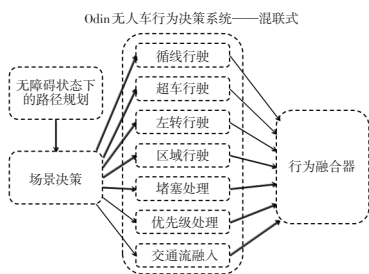 Odin无人车行为决策系统——混联式
无障碍状态下
的路径规划
场景决策
循线行驶
超车行驶
左转行驶
区域行驶
堵塞处理
优先级处理
交通流融入
行为融合器